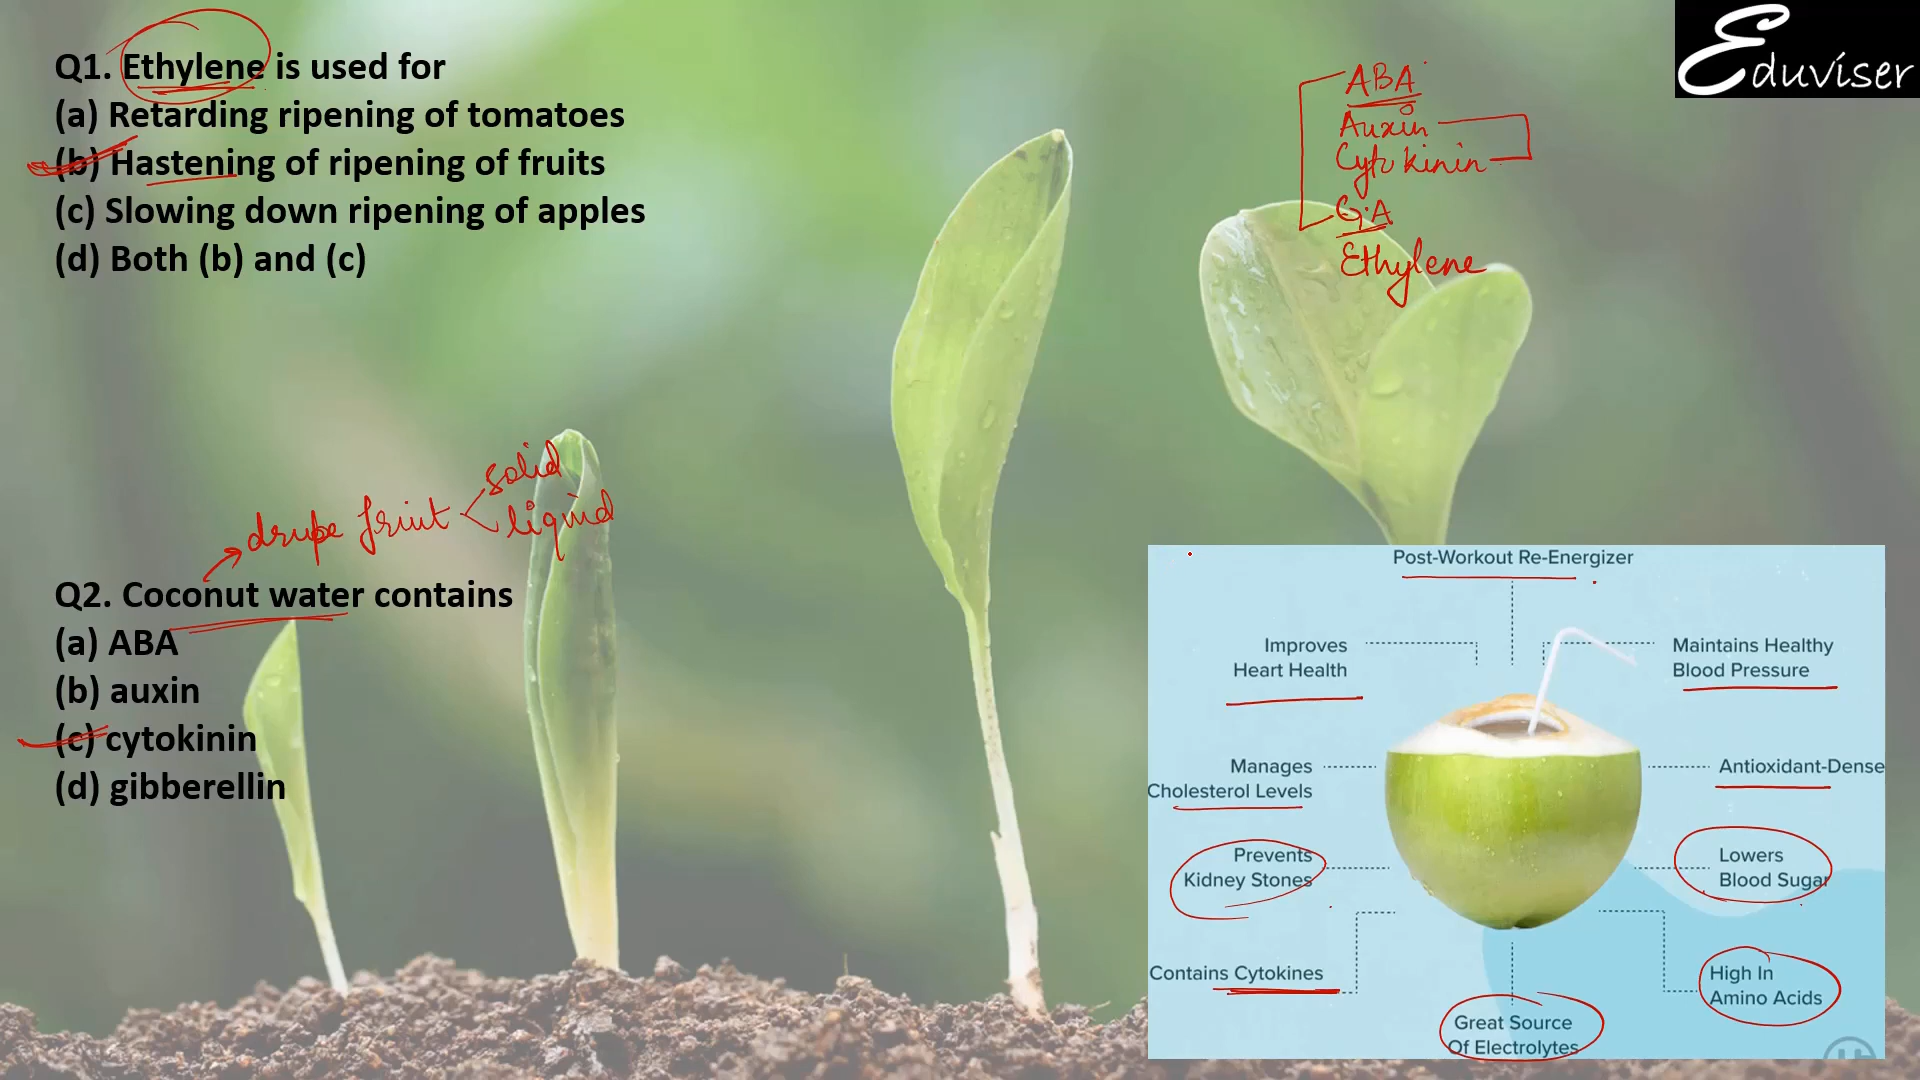 Q1. Ethylene is used for
(a) Retarding ripening of tomatoes
(b) Hastening of ripening of fruits
(c) Slowing down ripening of apples
(d) Both (b) and (c)
ABA
Auxin
Cytokinin
GA
Ethylene
Eduviser
drupe fruit
solid
liquid
Q2. Coconut water contains
(a) ABA
(b) auxin
(c) cytokinin
(d) gibberellin
Post-Workout Re-Energizer
Improves
Heart Health
Maintains Healthy
Blood Pressure
Manages
Cholesterol Levels
Antioxidant-Dense
Prevents
Kidney Stones
Lowers
Blood Sugar
Contains Cytokines
High In
Amino Acids
Great Source
Of Electrolytes